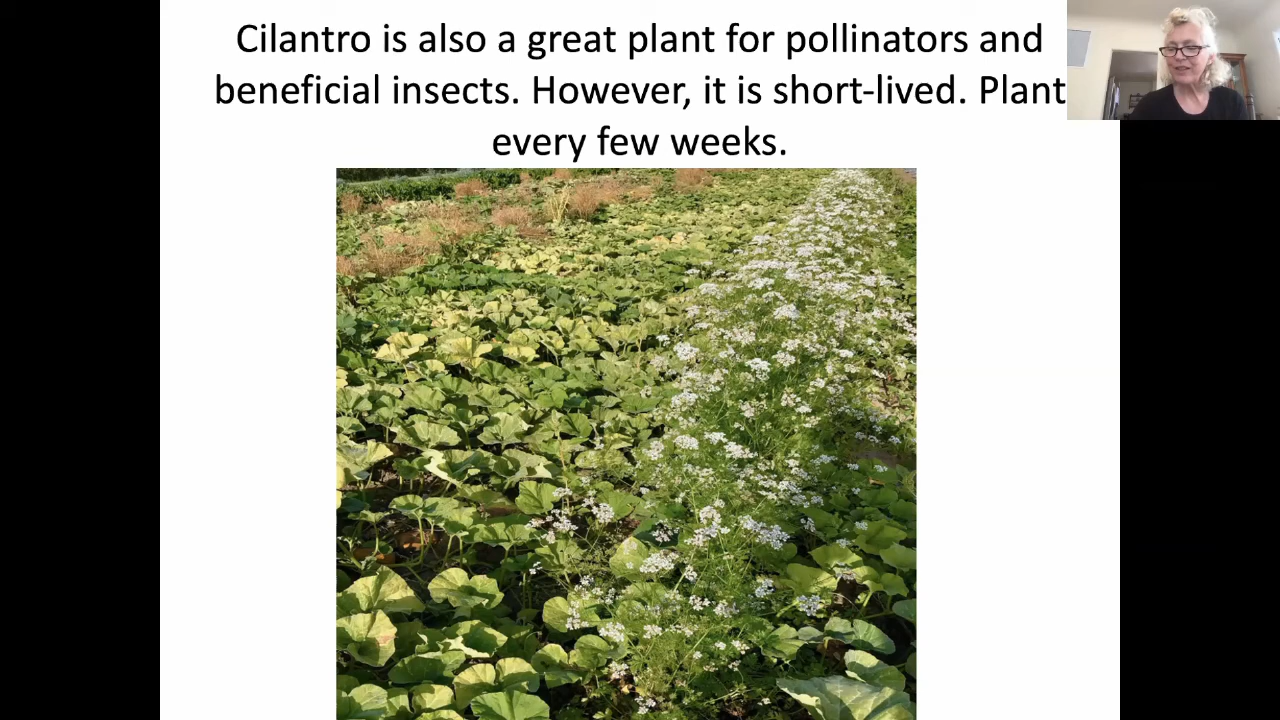 Cilantro is also a great plant for pollinators and
beneficial insects. However, it is short-lived. Plant
every few weeks.